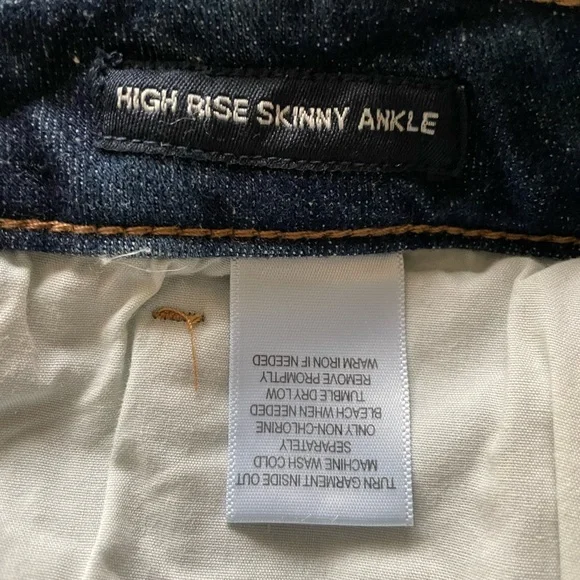 HIGH RISE SKINNY ANKLE
TURN GARMENT INSIDE OUT
MACHINE WASH COLD
SEPARATELY
ONLY NON-CHLORINE
BLEACH WHEN NEEDED
TUMBLE DRY LOW
REMOVE PROMPTLY
WARM IRON IF NEEDED